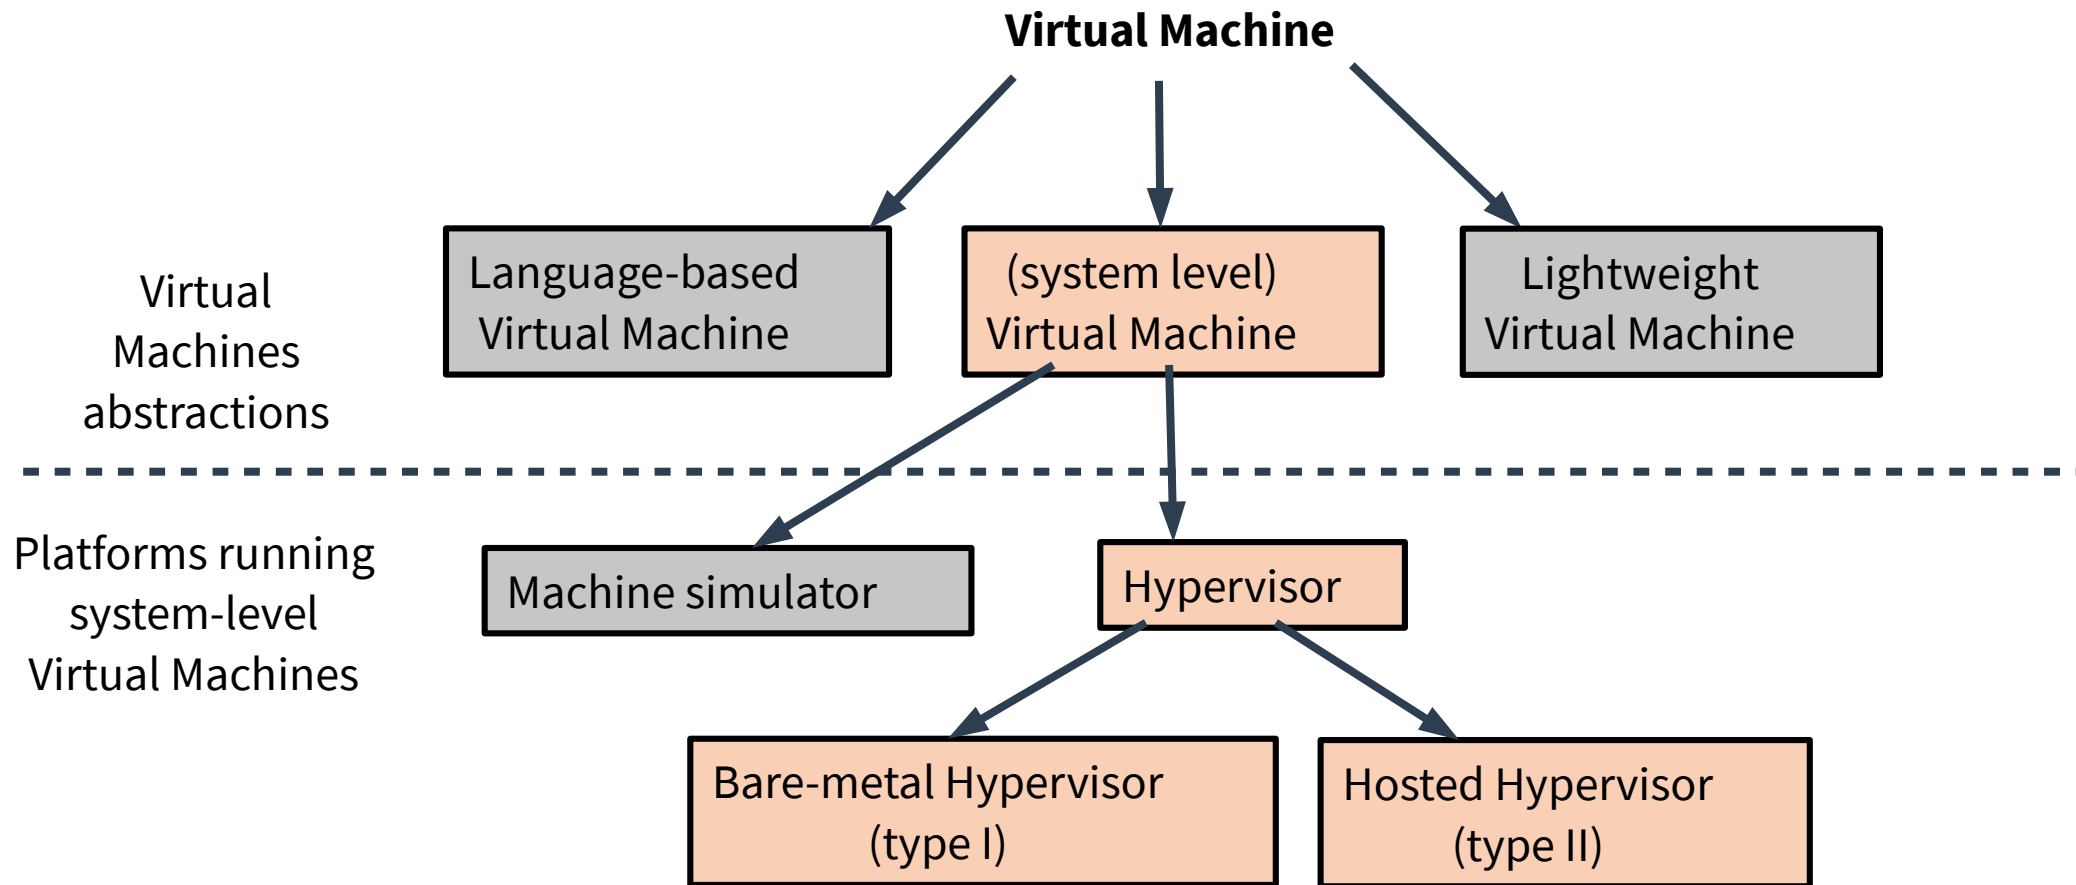 Virtual Machine
Language-based
Virtual Machine
(system level)
Virtual Machine
Lightweight
Virtual Machine
Virtual
Machines
abstractions
Platforms running
system-level
Virtual Machines
Machine simulator
Hypervisor
Bare-metal Hypervisor
(type I)
Hosted Hypervisor
(type II)